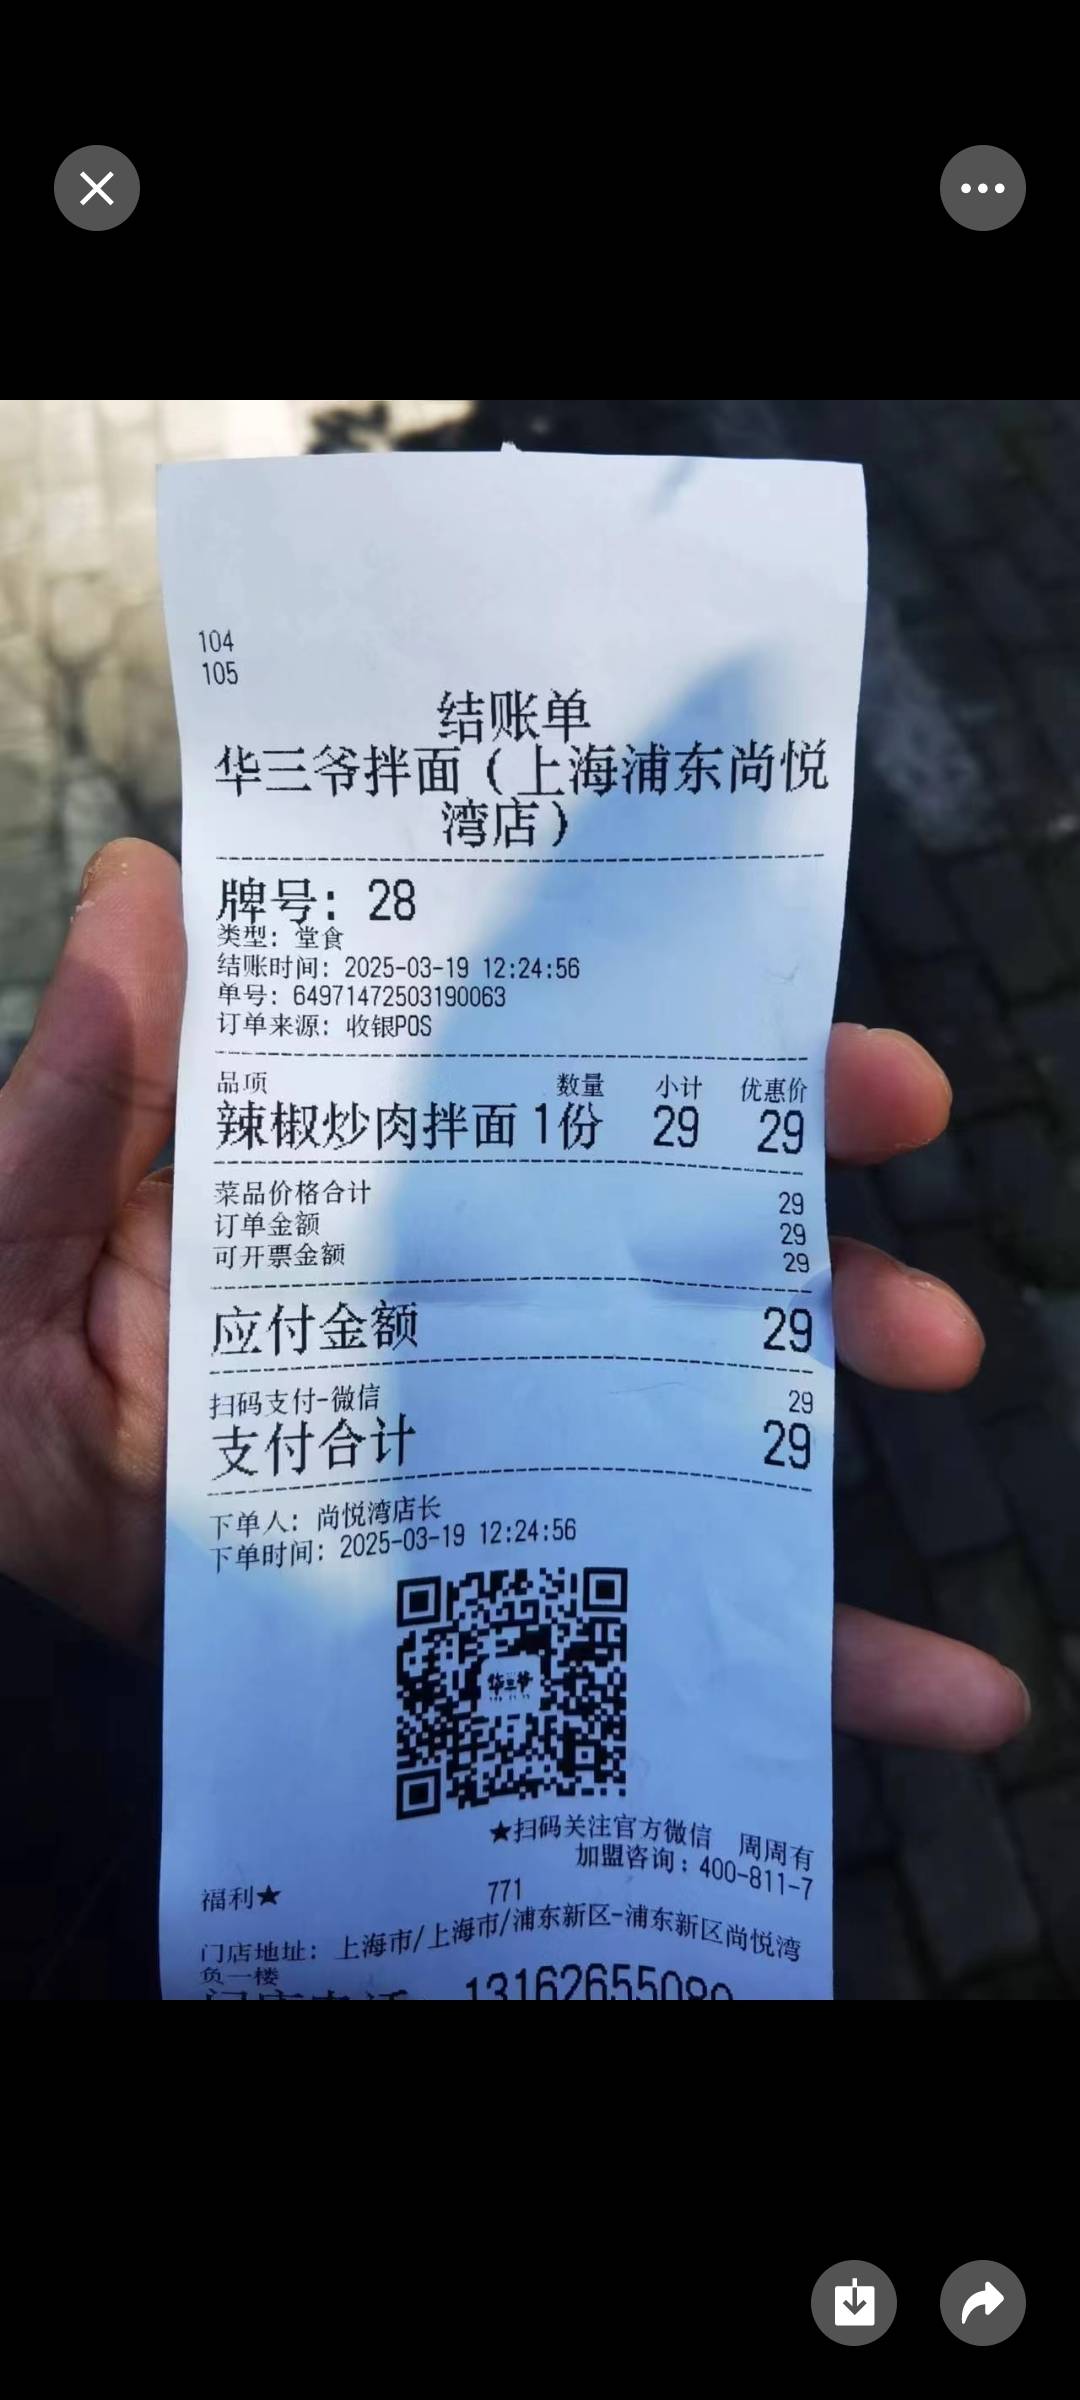 104
105
结账单
华三爷拌面（上海浦东尚悦
湾店）
牌号: 28
类型: 堂食
结账时间: 2025-03-19 12:24:56
单号: 64971472503190063
订单来源: 收银POS
品项 数量 小计 优惠价
辣椒炒肉拌面 1份 29 29
菜品价格合计 29
订单金额 29
可开票金额 29
应付金额 29
扫码支付-微信 29
支付合计 29
下单人: 尚悦湾店长
下单时间: 2025-03-19 12:24:56
华三爷
★扫码关注官方微信 周周有
福利★
加盟咨询: 400-811-7
771
门店地址: 上海市/上海市/浦东新区-浦东新区尚悦湾
负一楼